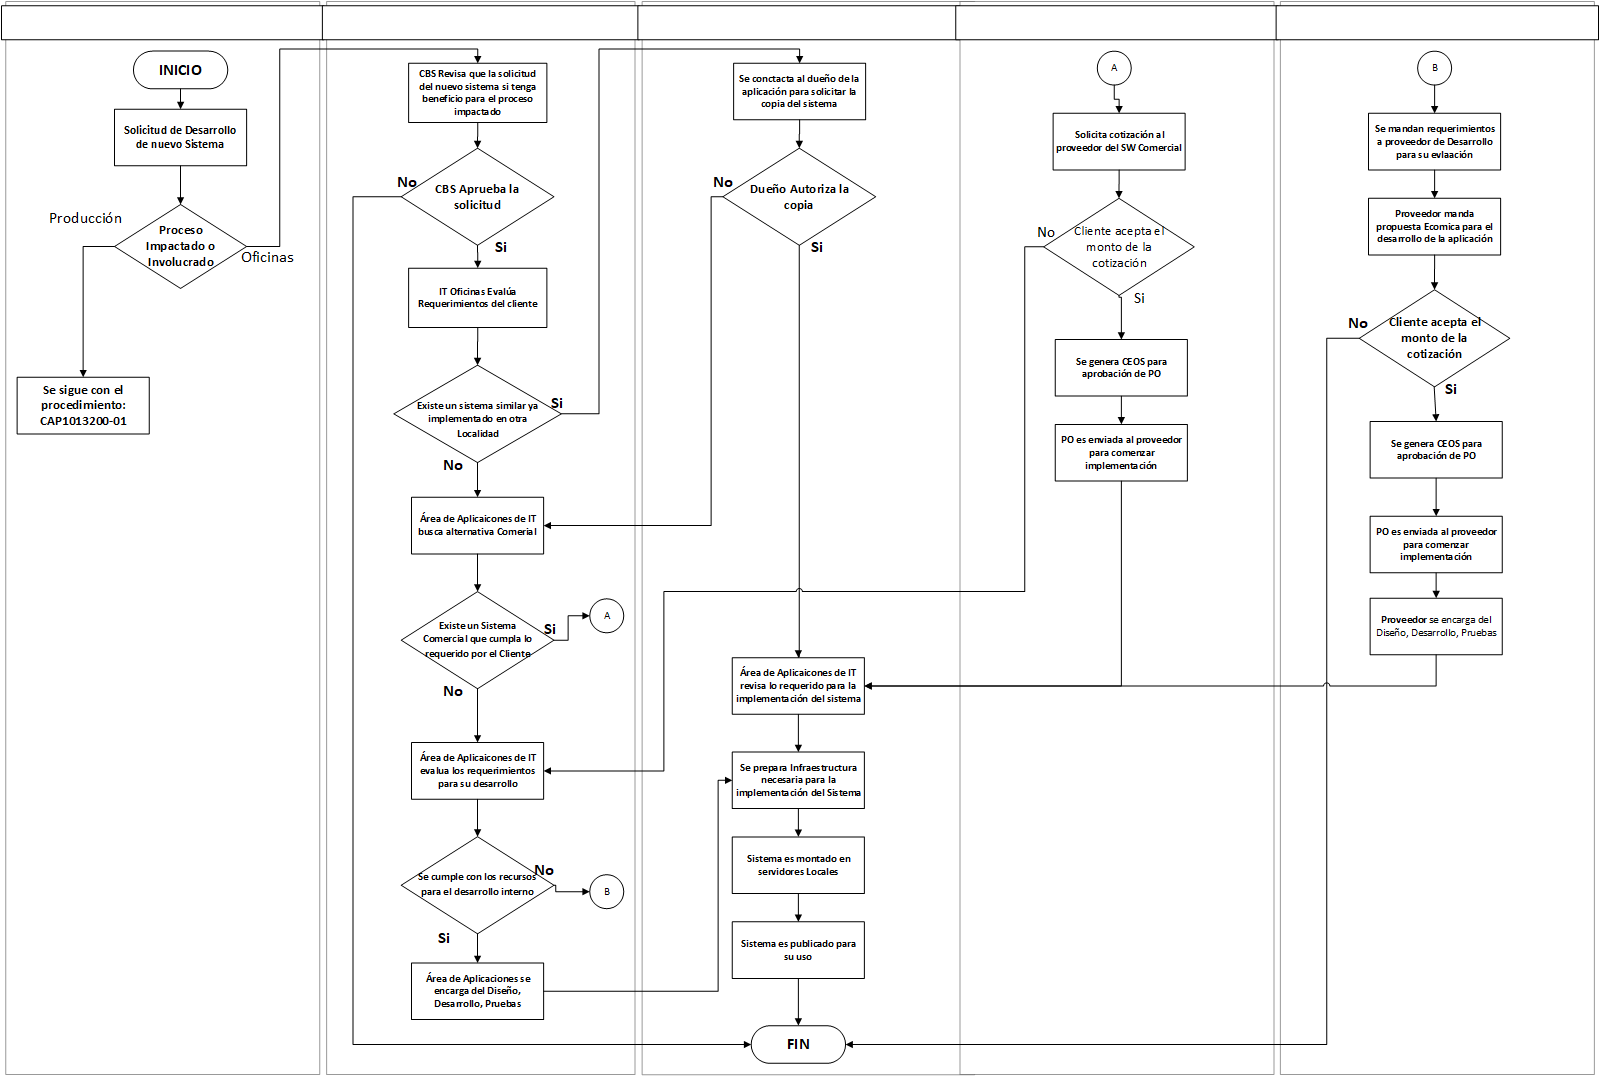 INICIO
Solicitud de Desarrollo
de nuevo Sistema
Producción
Proceso
Impactado o
Involucrado
Oficinas
Se sigue con el
procedimiento:
CAP1013200-01
CBS Revisa que la solicitud
del nuevo sistema si tenga
beneficio para el proceso
impactado
No
CBS Aprueba la
solicitud
Si
IT Oficinas Evalúa
Requerimientos del cliente
Existe un sistema similar ya
implementado en otra
Localidad
Si
No
Área de Aplicaicones de IT
busca alternativa Comerial
Existe un Sistema
Comercial que cumpla lo
requerido por el Cliente
Si
A
No
Área de Aplicaicones de IT
evalua los requerimientos
para su desarrollo
Se cumple con los recursos
para el desarrollo interno
No
B
Si
Área de Aplicaciones se
encarga del Diseño,
Desarrollo, Pruebas
Se conctacta al dueño de la
aplicación para solicitar la
copia del sistema
No
Dueño Autoriza la
copia
Si
Área de Aplicaicones de IT
revisa lo requerido para la
implementación del sistema
Se prepara Infraestructura
necesaria para la
implementación del Sistema
Sistema es montado en
servidores Locales
Sistema es publicado para
su uso
FIN
A
Solicita cotización al
proveedor del SW Comercial
No
Cliente acepta el
monto de la
cotización
Si
Se genera CEOS para
aprobación de PO
PO es enviada al proveedor
para comenzar
implementación
B
Se mandan requerimientos
a proveedor de Desarrollo
para su evlaación
Proveedor manda
propuesta Ecomica para el
desarrollo de la aplicación
No
Cliente acepta el
monto de la
cotización
Si
Se genera CEOS para
aprobación de PO
PO es enviada al proveedor
para comenzar
implementación
Proveedor se encarga del
Diseño, Desarrollo, Pruebas